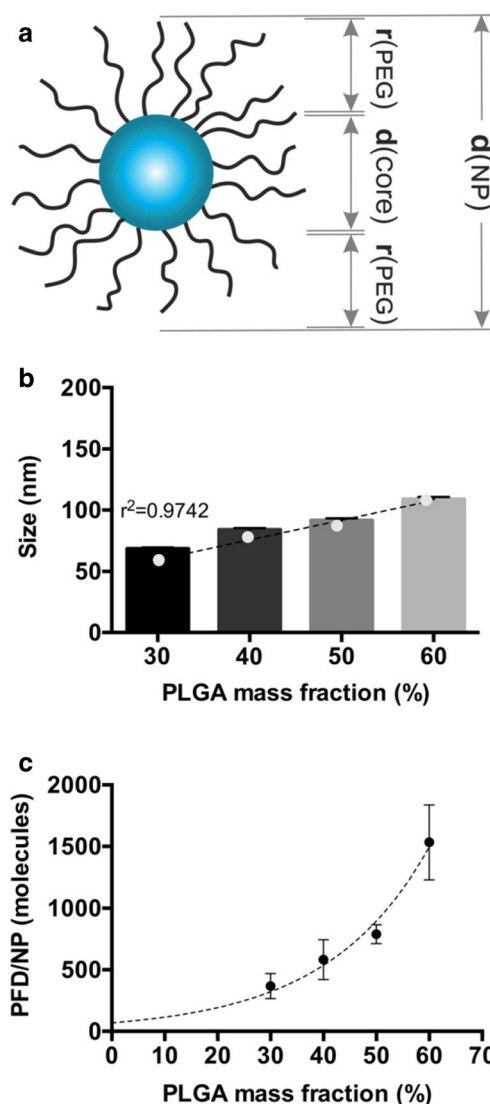 a
r(PEG)
d(core)
r(PEG)
d(NP)
b
200
150
100
50
0
Size (nm)
r²=0.9742
30 40 50 60
PLGA mass fraction (%)
c
2000
1500
1000
500
0
PFD/NP (molecules)
0 10 20 30 40 50 60 70
PLGA mass fraction (%)